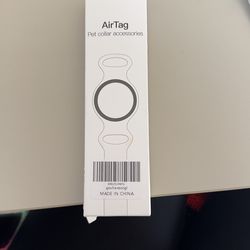 AirTag
Pet collar accessories
MADE IN CHINA